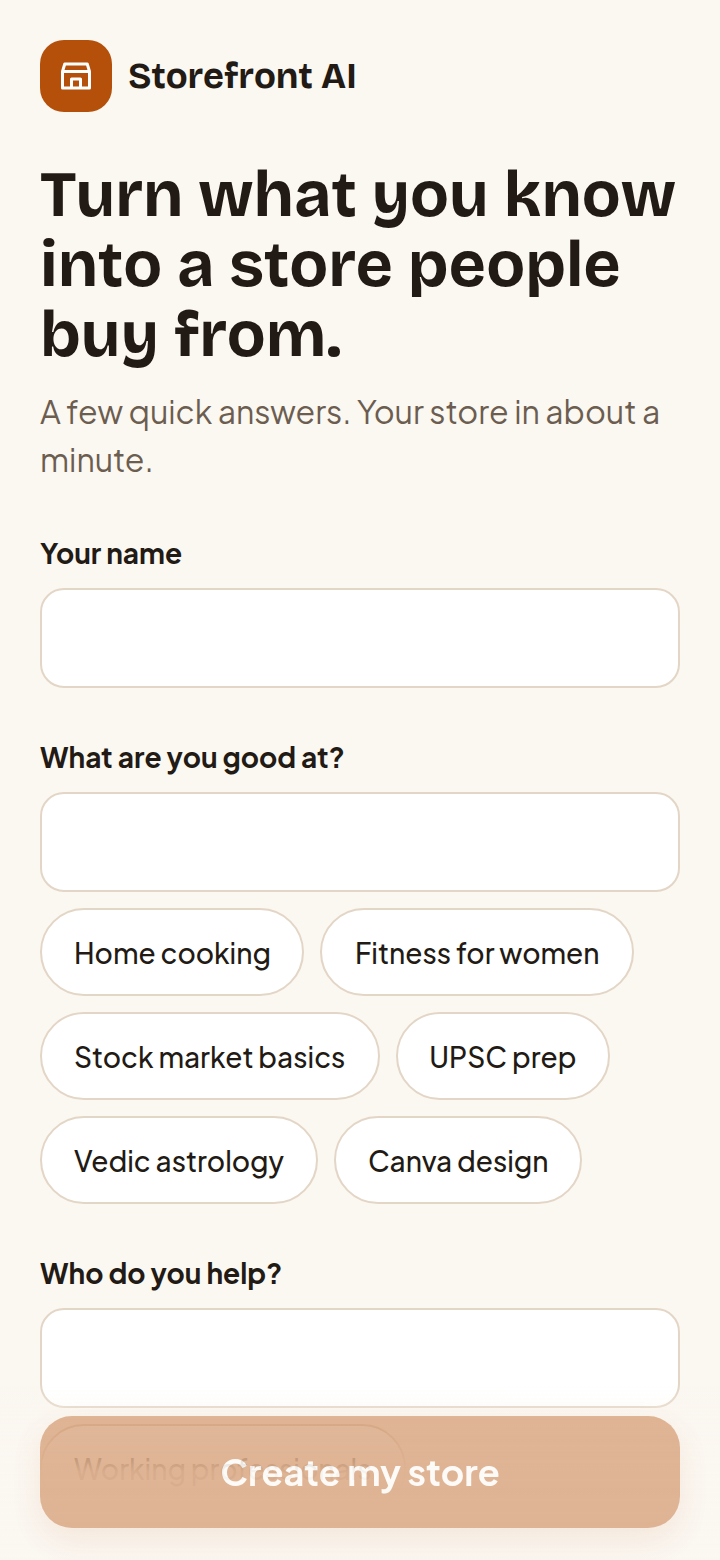 Storefront AI
Turn what you know
into a store people
buy from.
A few quick answers. Your store in about a
minute.
Your name
What are you good at?
Home cooking
Fitness for women
Stock market basics
UPSC prep
Vedic astrology
Canva design
Who do you help?
Working professionals
Create my store